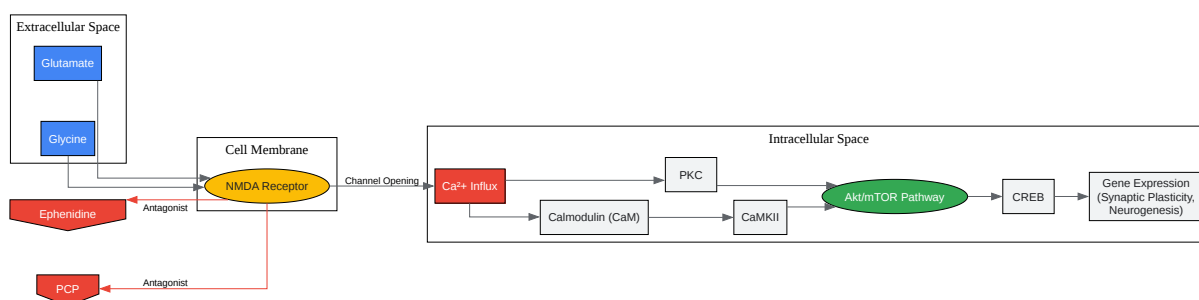 Extracellular Space
Glutamate
Glycine
Cell Membrane
NMDA Receptor
Channel Opening
Antagonist
Ephenidine
Antagonist
PCP
Intracellular Space
Ca²+ Influx
PKC
Calmodulin (CaM)
CaMKII
Akt/mTOR Pathway
CREB
Gene Expression
(Synaptic Plasticity,
Neurogenesis)